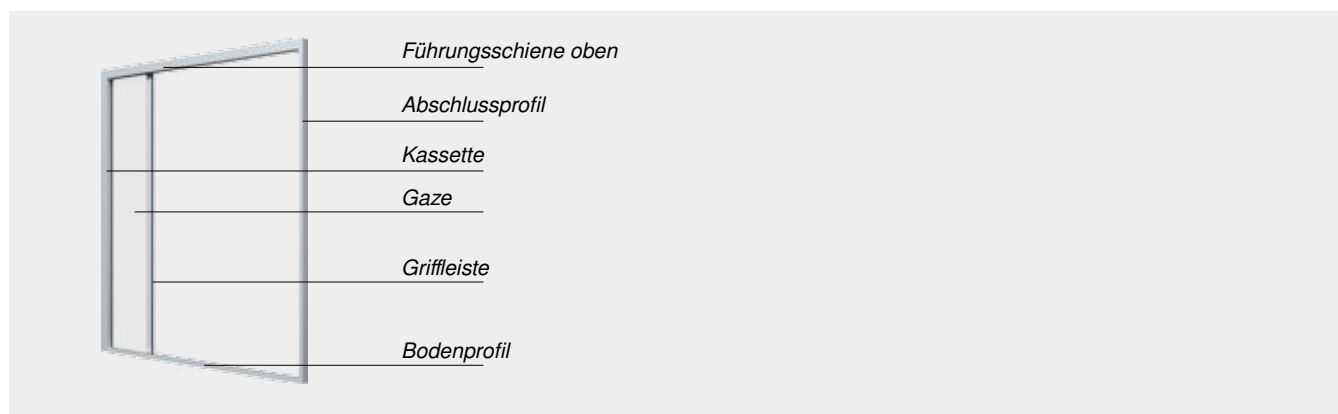 Führungsschiene oben
Abschlussprofil
Kassette
Gaze
Griffleiste
Bodenprofil